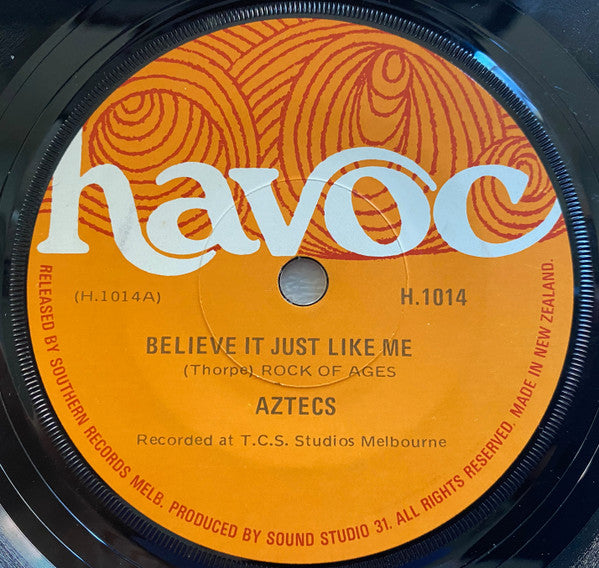 havoc
(H.1014A)
H.1014
BELIEVE IT JUST LIKE ME
(Thorpe) ROCK OF AGES
AZTECS
Recorded at T.C.S. Studios Melbourne
RELEASED BY SOUTHERN RECORDS MELB. PRODUCED BY SOUND STUDIO 31. ALL RIGHTS RESERVED. MADE IN NEW ZEALAND.